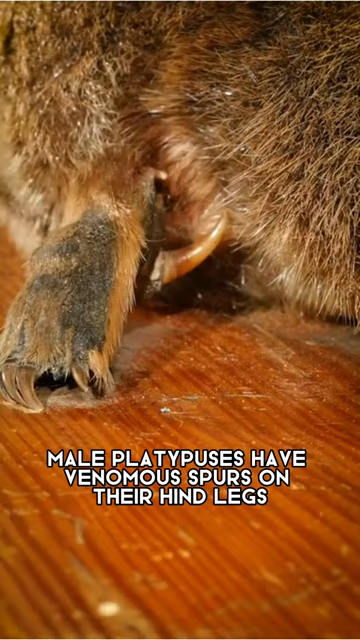 MALE PLATYPUSES HAVE
VENOMOUS SPURS ON
THEIR HIND LEGS